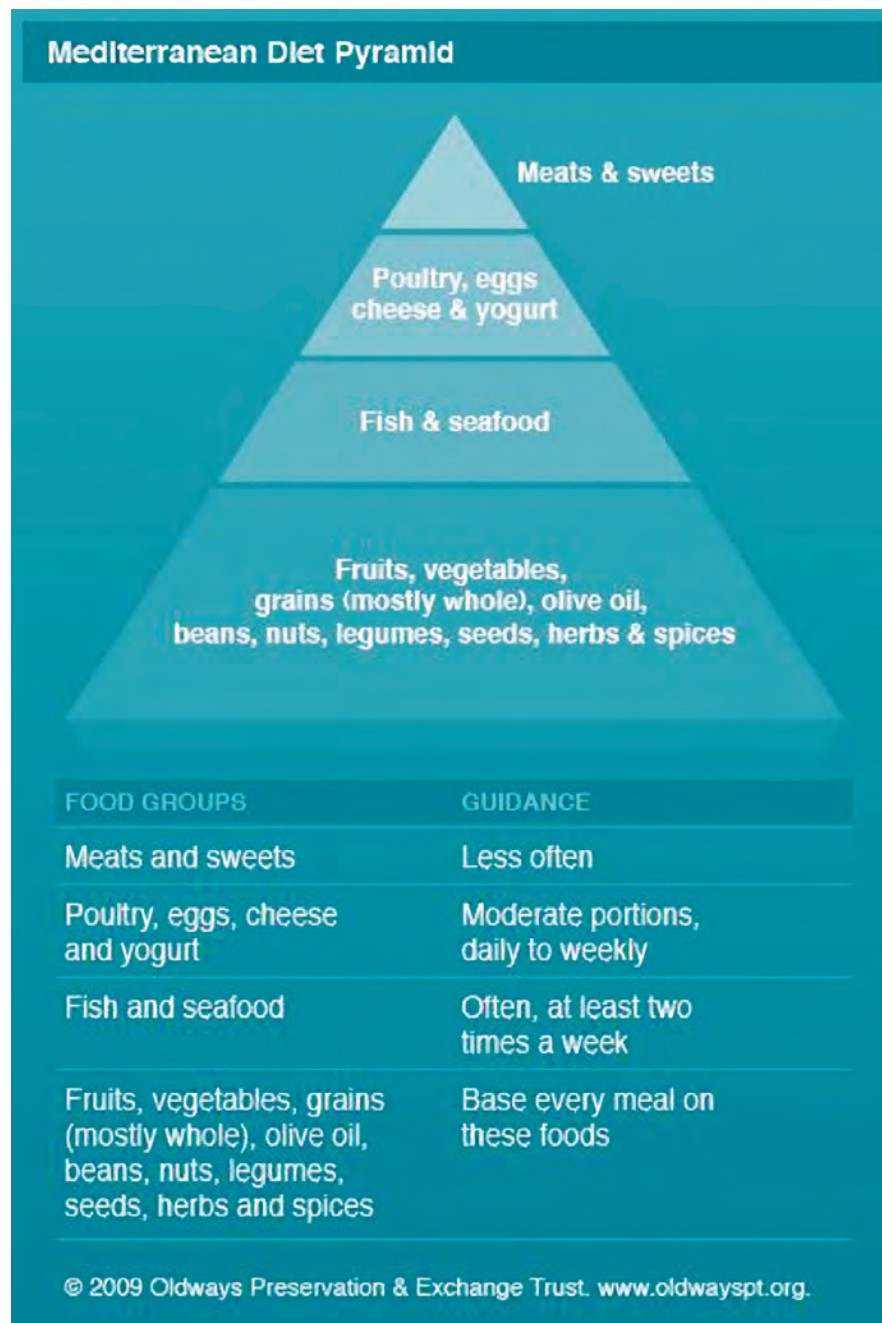 Mediterranean Diet Pyramid
Meats & sweets
Poultry, eggs
cheese & yogurt
Fish & seafood
Fruits, vegetables,
grains (mostly whole), olive oil,
beans, nuts, legumes, seeds, herbs & spices
FOOD GROUPS
GUIDANCE
Meats and sweets
Less often
Poultry, eggs, cheese
and yogurt
Moderate portions,
daily to weekly
Fish and seafood
Often, at least two
times a week
Fruits, vegetables, grains
(mostly whole), olive oil,
beans, nuts, legumes,
seeds, herbs and spices
Base every meal on
these foods
© 2009 Oldways Preservation & Exchange Trust. www.oldwayspt.org.